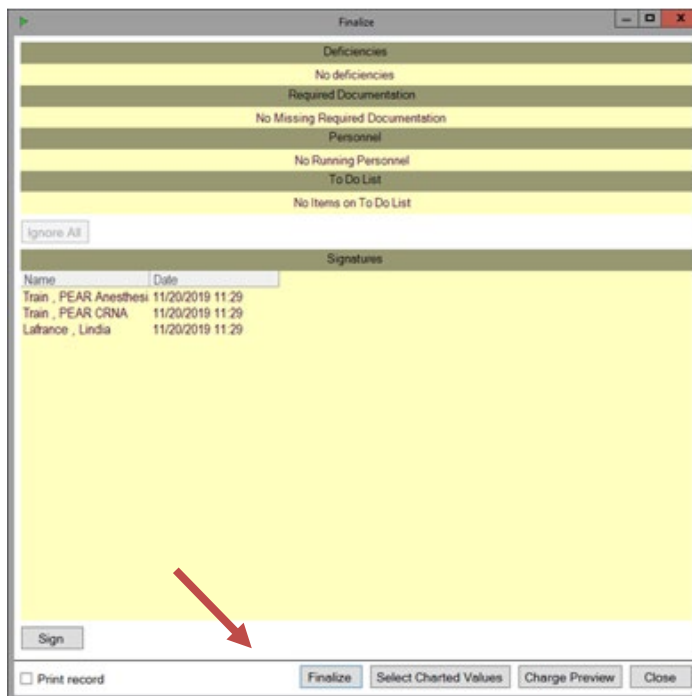 Finalize
Deficiencies
No deficiencies
Required Documentation
No Missing Required Documentation
Personnel
No Running Personnel
To Do List
No Items on To Do List
Ignore All
Signatures
Name Date
Train , PEAR Anesthesi 11/20/2019 11:29
Train , PEAR CRNA 11/20/2019 11:29
Lafrance , Lindia 11/20/2019 11:29
Sign
Print record Finalize Select Charted Values Charge Preview Close